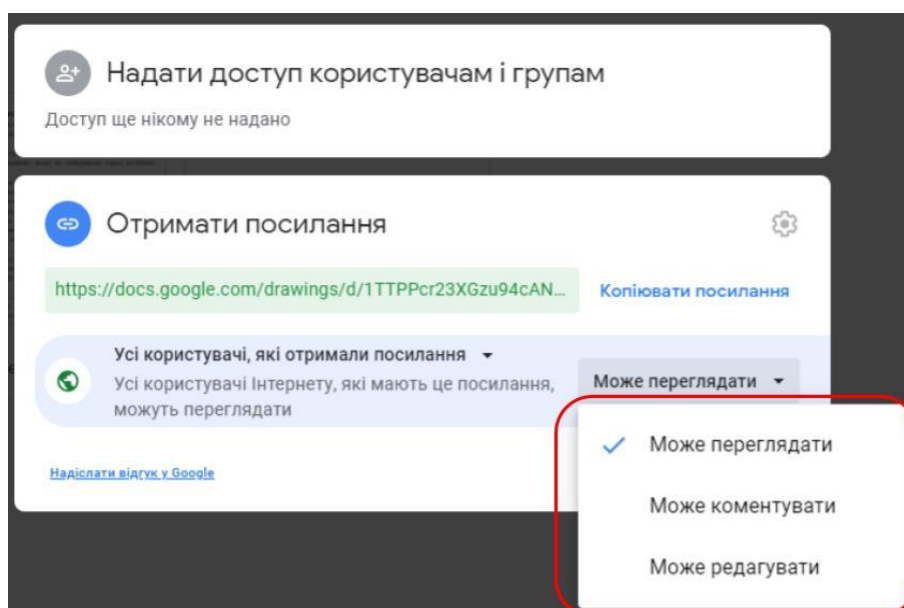 Надати доступ користувачам і групам
Доступ ще нікому не надано
Отримати посилання
https://docs.google.com/drawings/d/1TTPPcr23XGzu94cAN...
Копіювати посилання
Усі користувачі, які отримали посилання
Усі користувачі Інтернету, які мають це посилання,
можуть переглядати
Може переглядати
Надіслати відгук у Google
Може переглядати
Може коментувати
Може редагувати